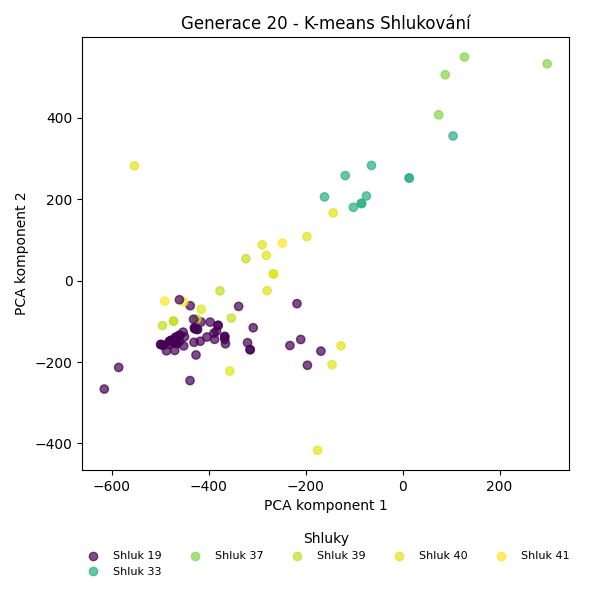 Generace 20 - K-means Shlukování
400
200
0
−200
−400
PCA komponent 2
−600
−400
−200
0
200
PCA komponent 1
Shluky
Shluk 19
Shluk 37
Shluk 39
Shluk 40
Shluk 41
Shluk 33